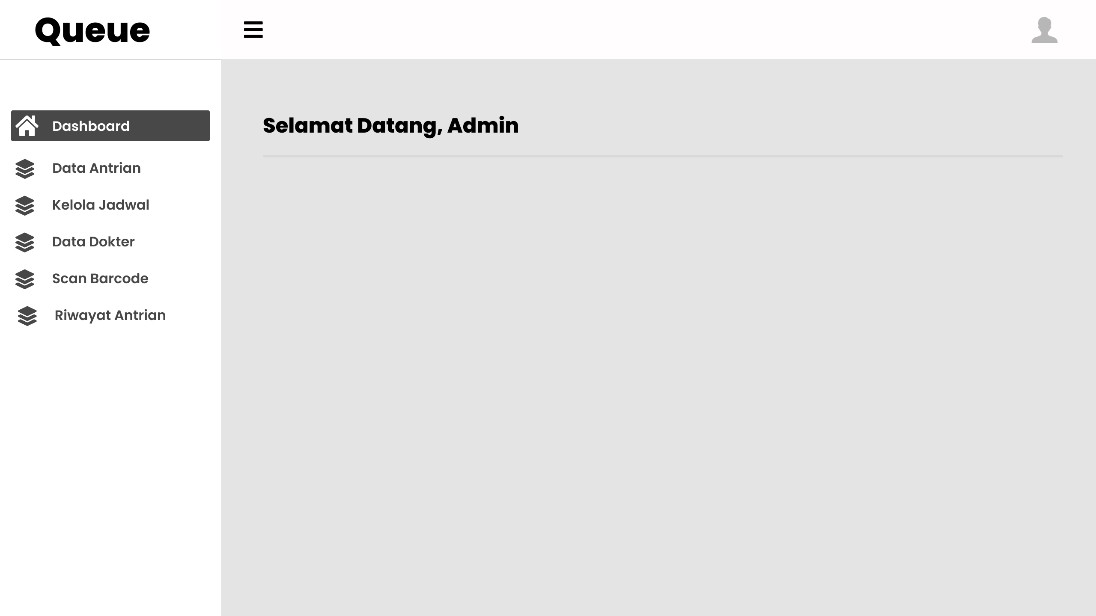 Queue
Dashboard
Data Antrian
Kelola Jadwal
Data Dokter
Scan Barcode
Riwayat Antrian
Selamat Datang, Admin